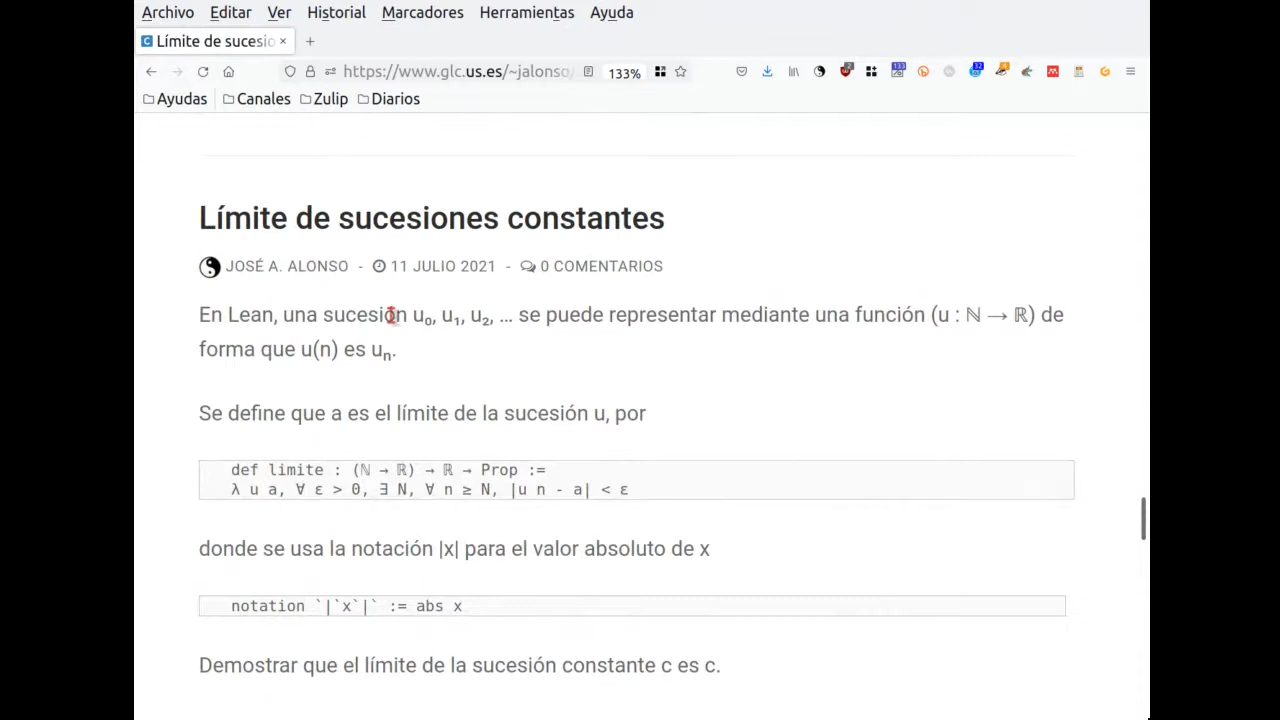 Archivo Editar Ver Historial Marcadores Herramientas Ayuda
Límite de sucesio
https://www.glc.us.es/~jalonso/ 133%
Ayudas Canales Zulip Diarios
Límite de sucesiones constantes
JOSÉ A. ALONSO - 11 JULIO 2021 - 0 COMENTARIOS
En Lean, una sucesión u₀, u₁, u₂, … se puede representar mediante una función (u : ℕ → ℝ) de
forma que u(n) es uₙ.
Se define que a es el límite de la sucesión u, por
def limite : (ℕ → ℝ) → ℝ → Prop :=
λ u a, ∀ ε > 0, ∃ N, ∀ n ≥ N, |u n - a| < ε
donde se usa la notación |x| para el valor absoluto de x
notation `|`x`|` := abs x
Demostrar que el límite de la sucesión constante c es c.